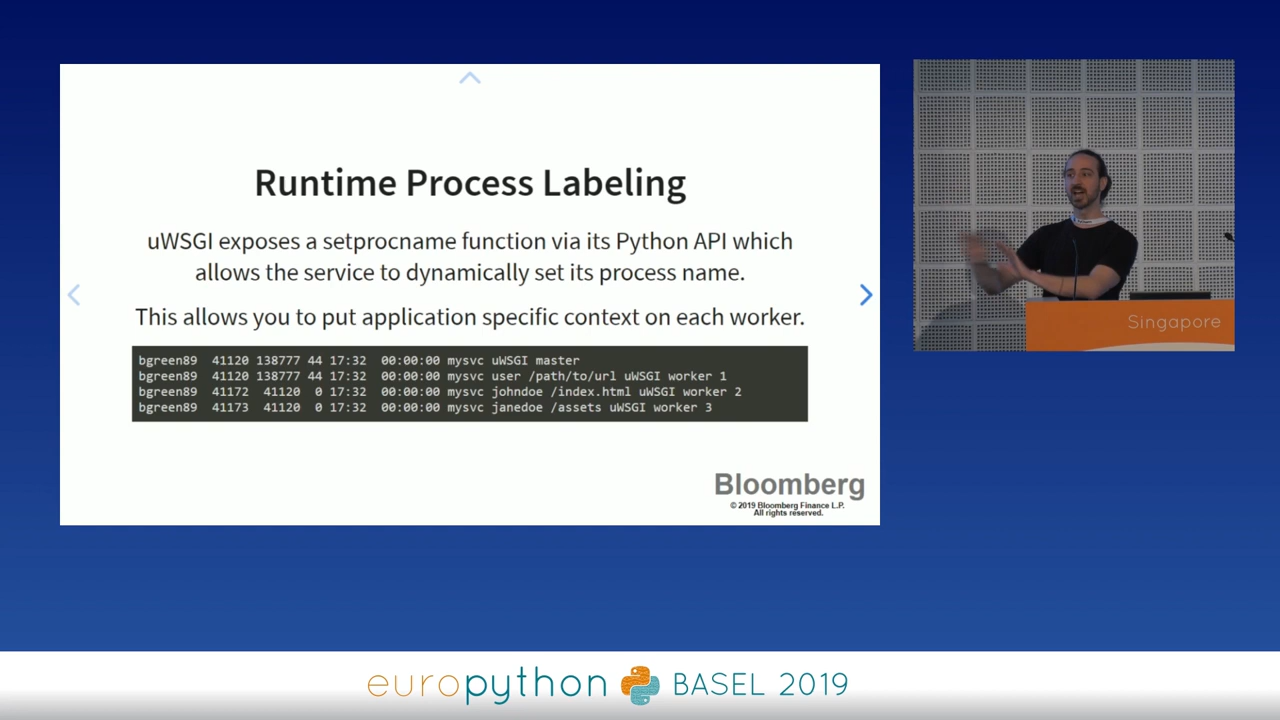 Runtime Process Labeling
uWSGI exposes a setprocname function via its Python API which
allows the service to dynamically set its process name.
This allows you to put application specific context on each worker.
bgreen89  41120 138777 44 17:32  00:00:00 mysvc uWSGI master
bgreen89  41120 138777 44 17:32  00:00:00 mysvc user /path/to/url uWSGI worker 1
bgreen89  41172  41120  0 17:32  00:00:00 mysvc johndoe /index.html uWSGI worker 2
bgreen89  41173  41120  0 17:32  00:00:00 mysvc janedoe /assets uWSGI worker 3
Bloomberg
© 2019 Bloomberg Finance L.P.
All rights reserved.
Singapore
europython BASEL 2019